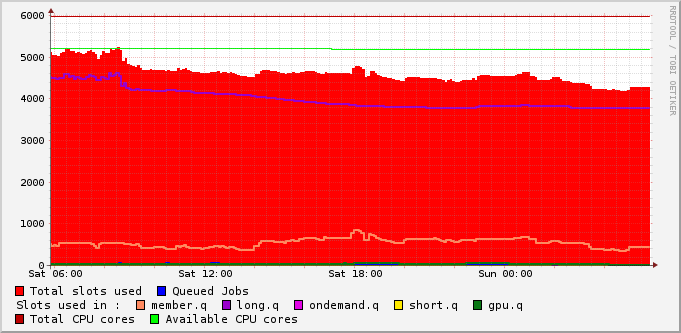 RRDTOOL / TOBI OETIKER
6000
5000
4000
3000
2000
1000
0
Sat 06:00 Sat 12:00 Sat 18:00 Sun 00:00
Total slots used Queued Jobs
Slots used in : member.q long.q ondemand.q short.q gpu.q
Total CPU cores Available CPU cores